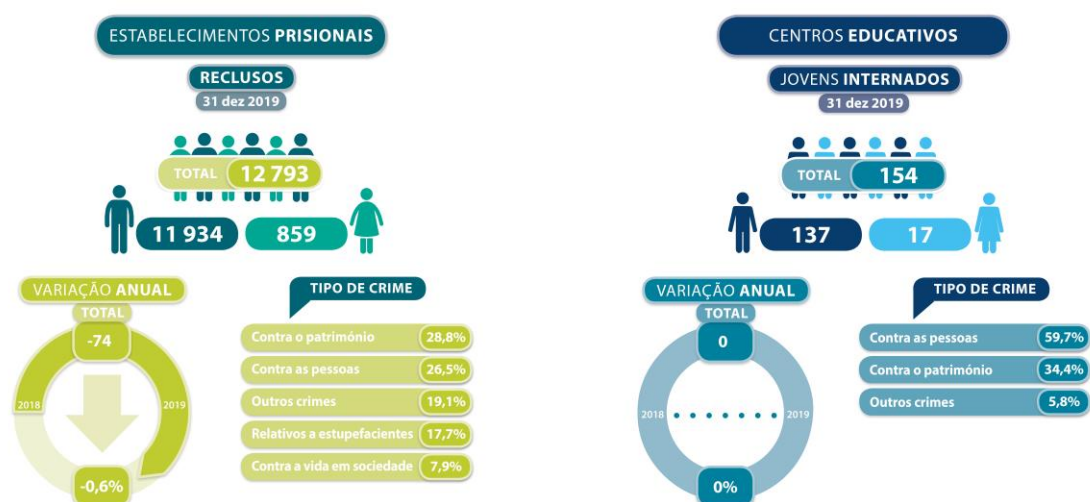 ESTABELECIMENTOS PRISIONAIS
RECLUSOS
31 dez 2019
TOTAL 12 793
11 934 859
VARIAÇÃO ANUAL
TOTAL
-74
2018 2019
-0,6%
TIPO DE CRIME
Contra o património 28,8%
Contra as pessoas 26,5%
Outros crimes 19,1%
Relativos a estupefacientes 17,7%
Contra a vida em sociedade 7,9%
CENTROS EDUCATIVOS
JOVENS INTERNADOS
31 dez 2019
TOTAL 154
137 17
VARIAÇÃO ANUAL
TOTAL
0
2018 2019
0%
TIPO DE CRIME
Contra as pessoas 59,7%
Contra o património 34,4%
Outros crimes 5,8%